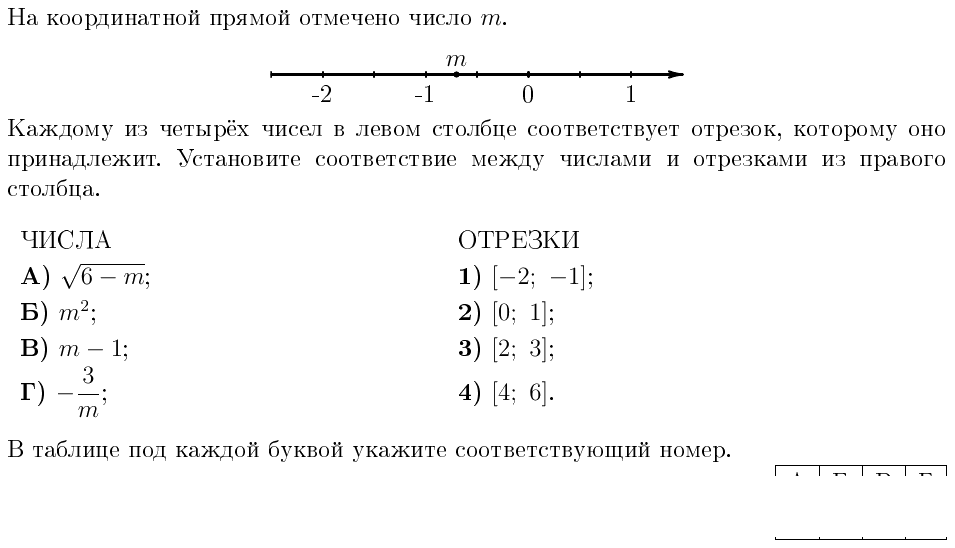 На координатной прямой отмечено число m.
m
-2 -1 0 1
Каждому из четырёх чисел в левом столбце соответствует отрезок, которому оно
принадлежит. Установите соответствие между числами и отрезками из правого
столбца.
ЧИСЛА ОТРЕЗКИ
А) √(6 − m); 1) [−2; −1];
Б) m²; 2) [0; 1];
В) m − 1; 3) [2; 3];
Г) −3/m; 4) [4; 6].
В таблице под каждой буквой укажите соответствующий номер.